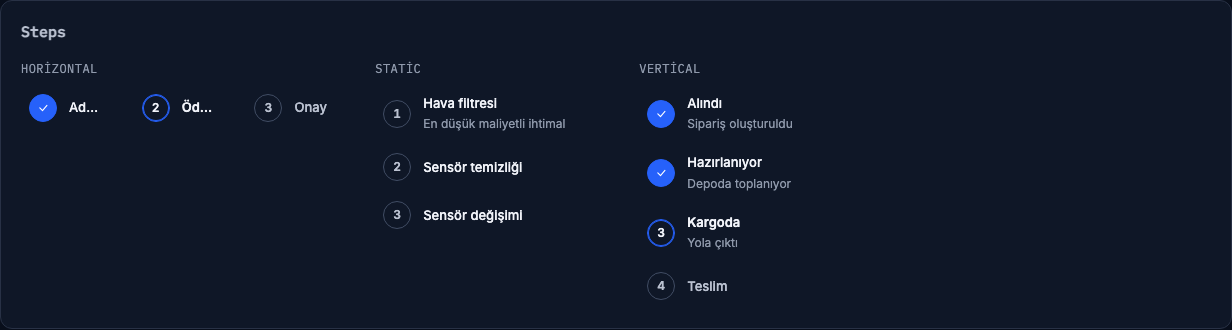 Steps
HORİZONTAL
Ad...
2
Öd...
3
Onay
STATİC
1
Hava filtresi
En düşük maliyetli ihtimal
2
Sensör temizliği
3
Sensör değişimi
VERTİCAL
Alındı
Sipariş oluşturuldu
Hazırlanıyor
Depoda toplanıyor
3
Kargoda
Yola çıktı
4
Teslim